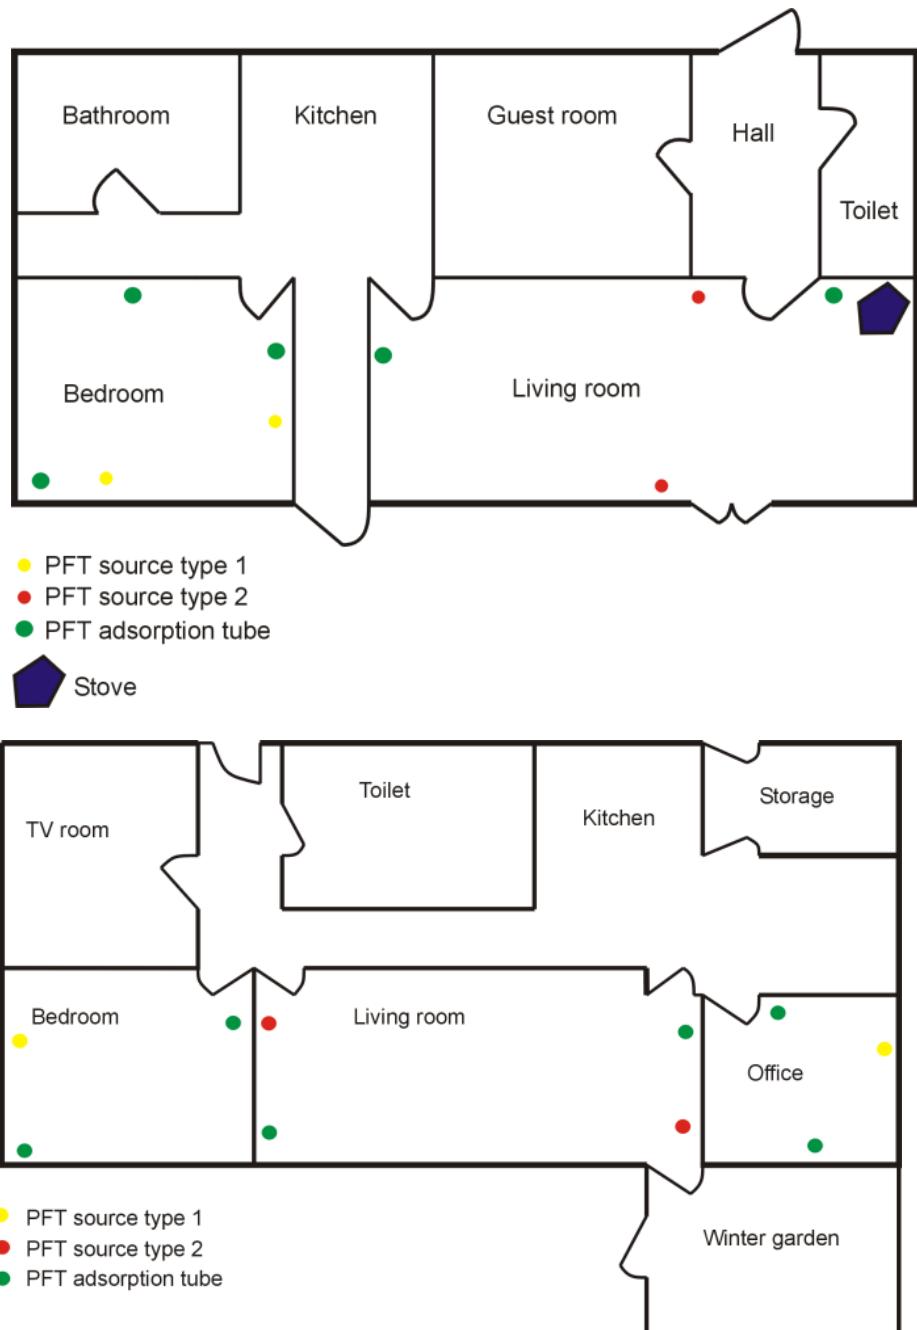 Bathroom
Kitchen
Guest room
Hall
Toilet
Bedroom
Living room
PFT source type 1
PFT source type 2
PFT adsorption tube
Stove
TV room
Toilet
Kitchen
Storage
Bedroom
Living room
Office
Winter garden
PFT source type 1
PFT source type 2
PFT adsorption tube